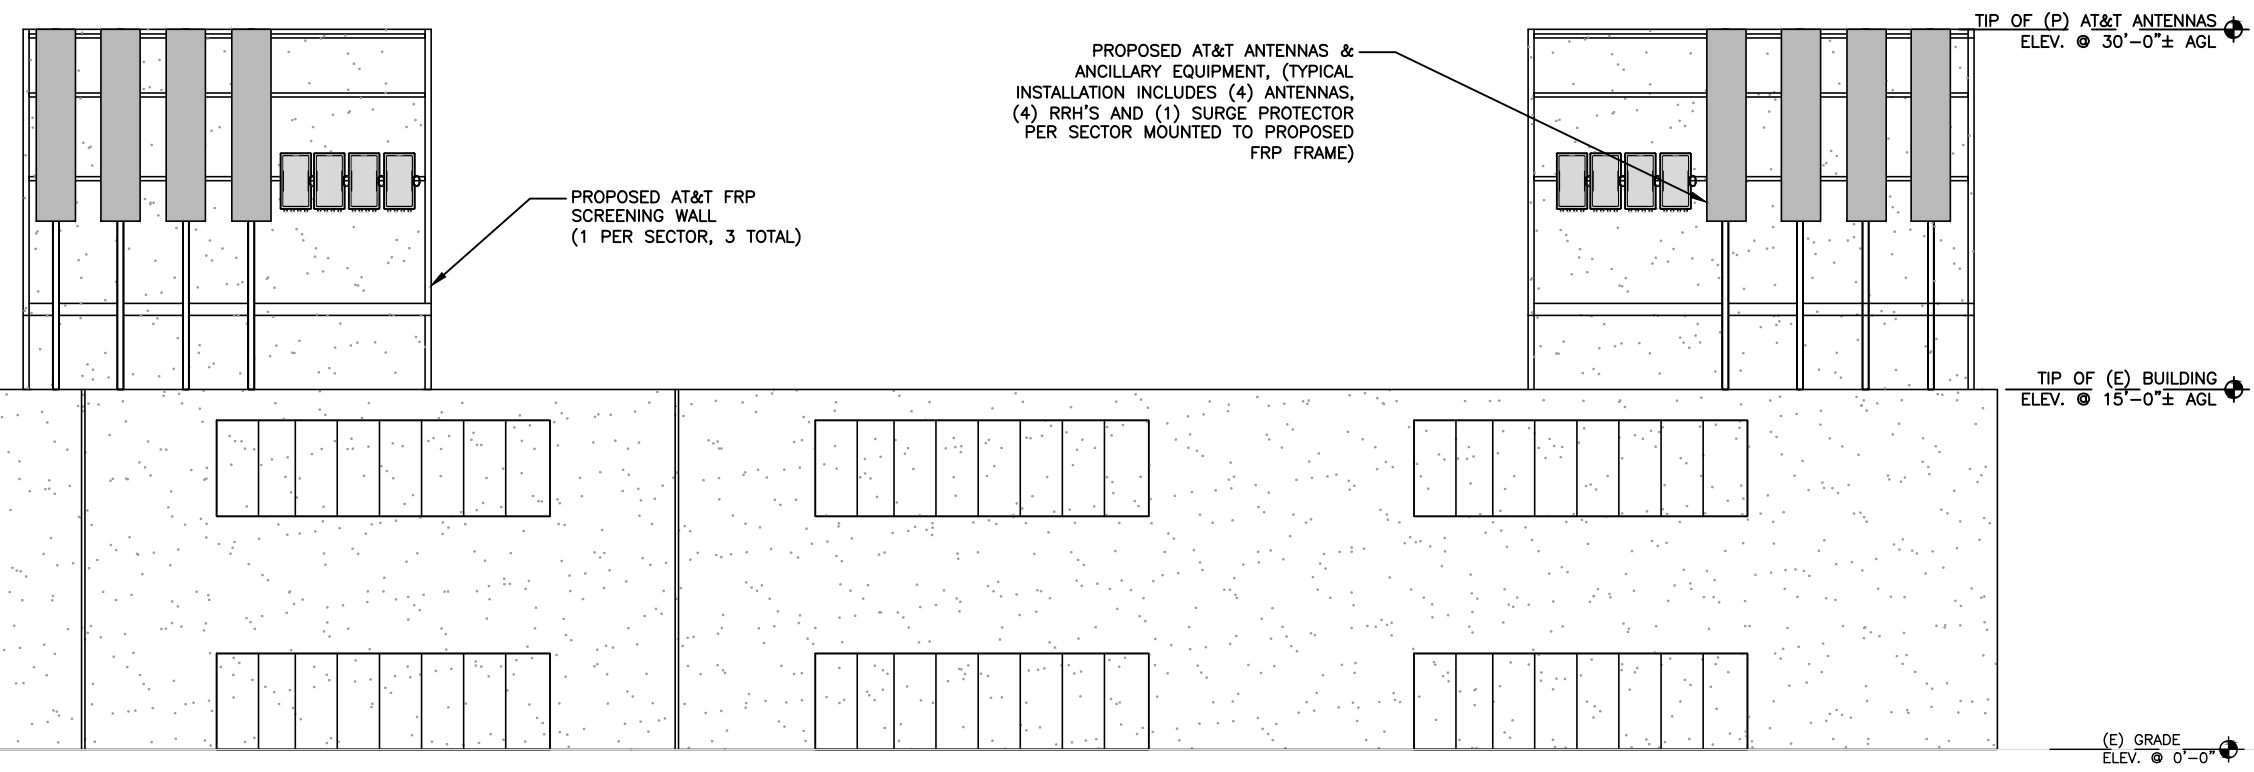 TIP OF (P) AT&T ANTENNAS
ELEV. @ 30'-0"± AGL
PROPOSED AT&T ANTENNAS &
ANCILLARY EQUIPMENT, (TYPICAL
INSTALLATION INCLUDES (4) ANTENNAS,
(4) RRH'S AND (1) SURGE PROTECTOR
PER SECTOR MOUNTED TO PROPOSED
FRP FRAME)
PROPOSED AT&T FRP
SCREENING WALL
(1 PER SECTOR, 3 TOTAL)
TIP OF (E) BUILDING
ELEV. @ 15'-0"± AGL
(E) GRADE
ELEV. @ 0'-0"